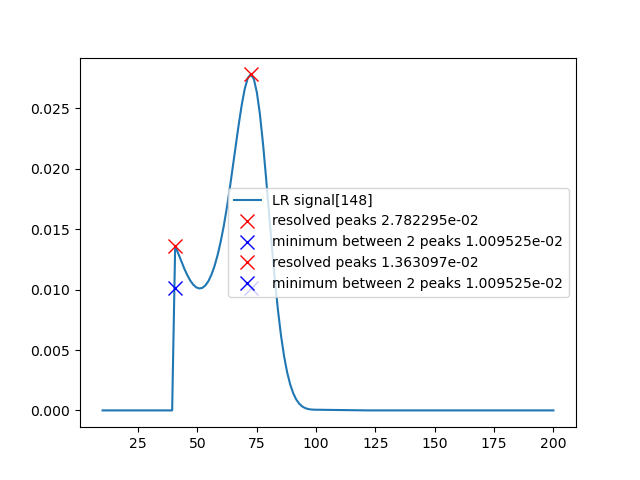 0.025
0.020
0.015
0.010
0.005
0.000
LR signal[148]
resolved peaks 2.782295e-02
minimum between 2 peaks 1.009525e-02
resolved peaks 1.363097e-02
minimum between 2 peaks 1.009525e-02
25 50 75 100 125 150 175 200